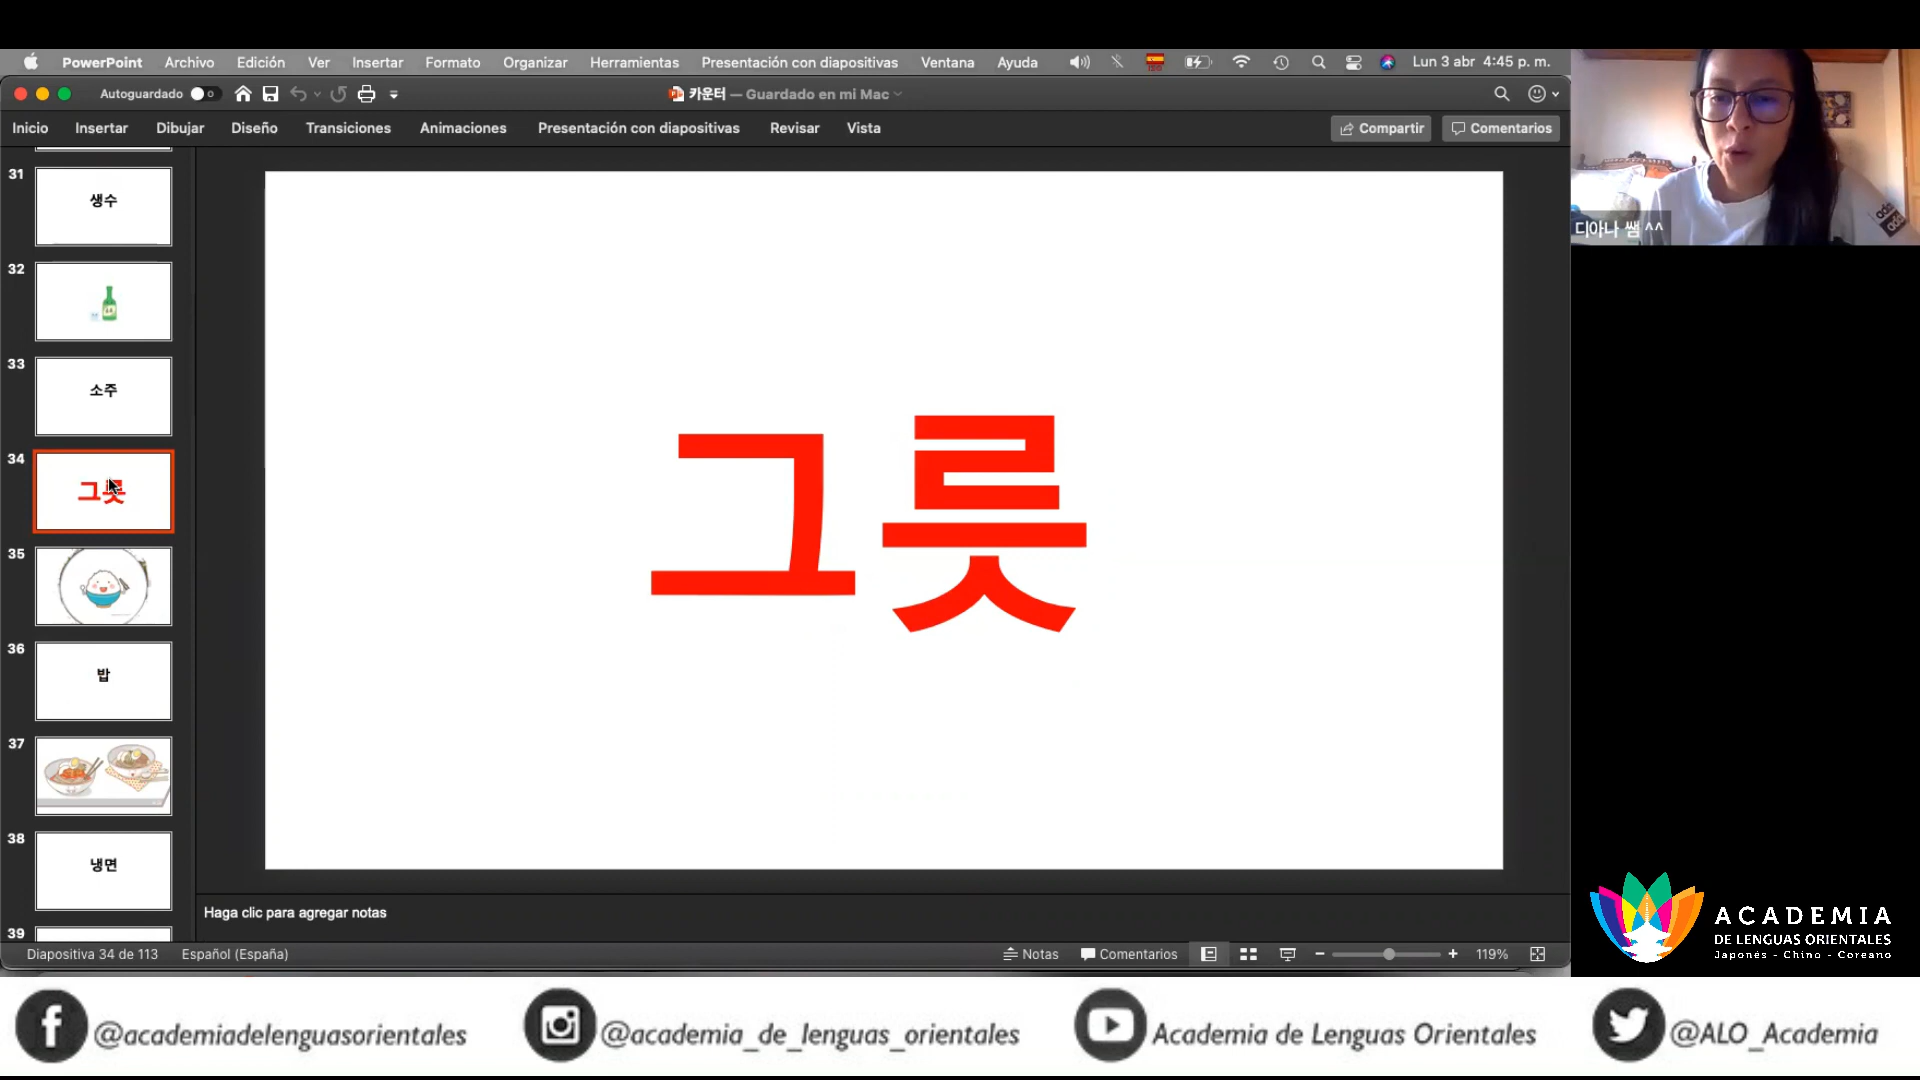 PowerPoint Archivo Edición Ver Insertar Formato Organizar Herramientas Presentación con diapositivas Ventana Ayuda Lun 3 abr 4:45 p. m.
Autoguardado 카운터 — Guardado en mi Mac
Inicio Insertar Dibujar Diseño Transiciones Animaciones Presentación con diapositivas Revisar Vista Compartir Comentarios
31
생수
32
33
소주
34
그릇
35
36
밥
37
38
냉면
39
그릇
Haga clic para agregar notas
Diapositiva 34 de 113 Español (España) Notas Comentarios 119%
디아나 쌤 ^^
ACADEMIA
DE LENGUAS ORIENTALES
Japonés - Chino - Coreano
@academiadelenguasorientales @academia_de_lenguas_orientales Academia de Lenguas Orientales @ALO_Academia